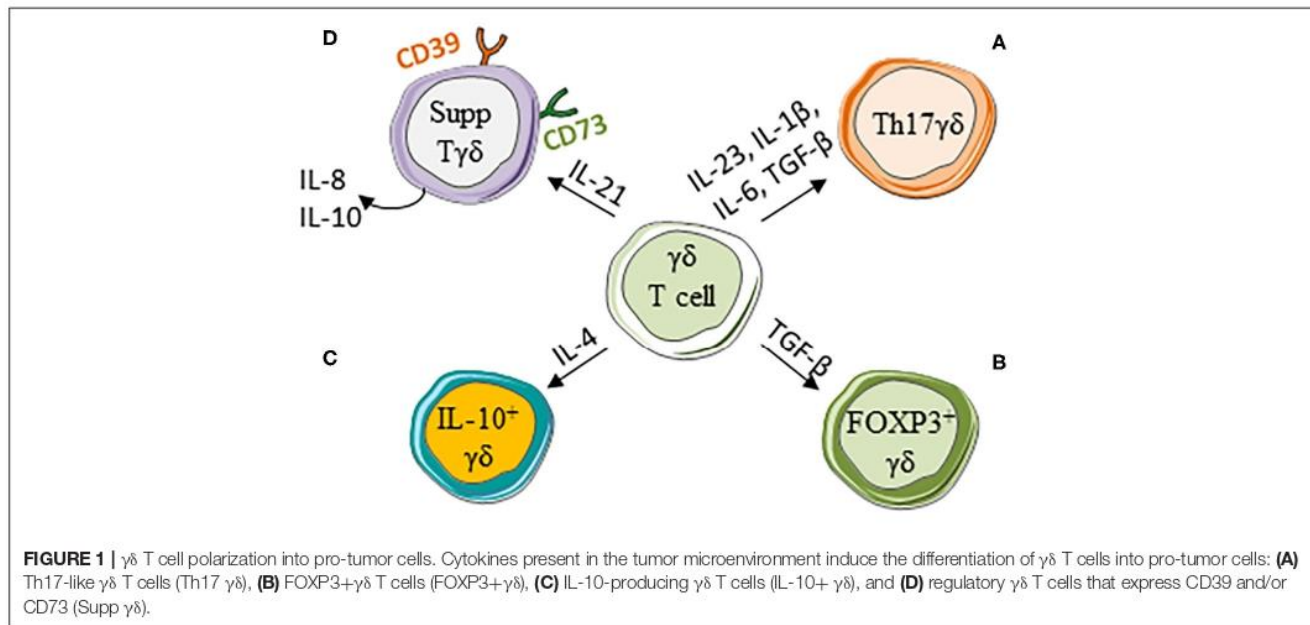 D
A
CD39
Supp
Tγδ
CD73
IL-8
IL-10
IL-21
IL-23, IL-1β,
IL-6, TGF-β
Th17γδ
γδ
T cell
C
IL-4
TGF-β
B
IL-10+
γδ
FOXP3+
γδ
FIGURE 1 | γδ T cell polarization into pro-tumor cells. Cytokines present in the tumor microenvironment induce the differentiation of γδ T cells into pro-tumor cells: (A)
Th17-like γδ T cells (Th17 γδ), (B) FOXP3+γδ T cells (FOXP3+γδ), (C) IL-10-producing γδ T cells (IL-10+ γδ), and (D) regulatory γδ T cells that express CD39 and/or
CD73 (Supp γδ).